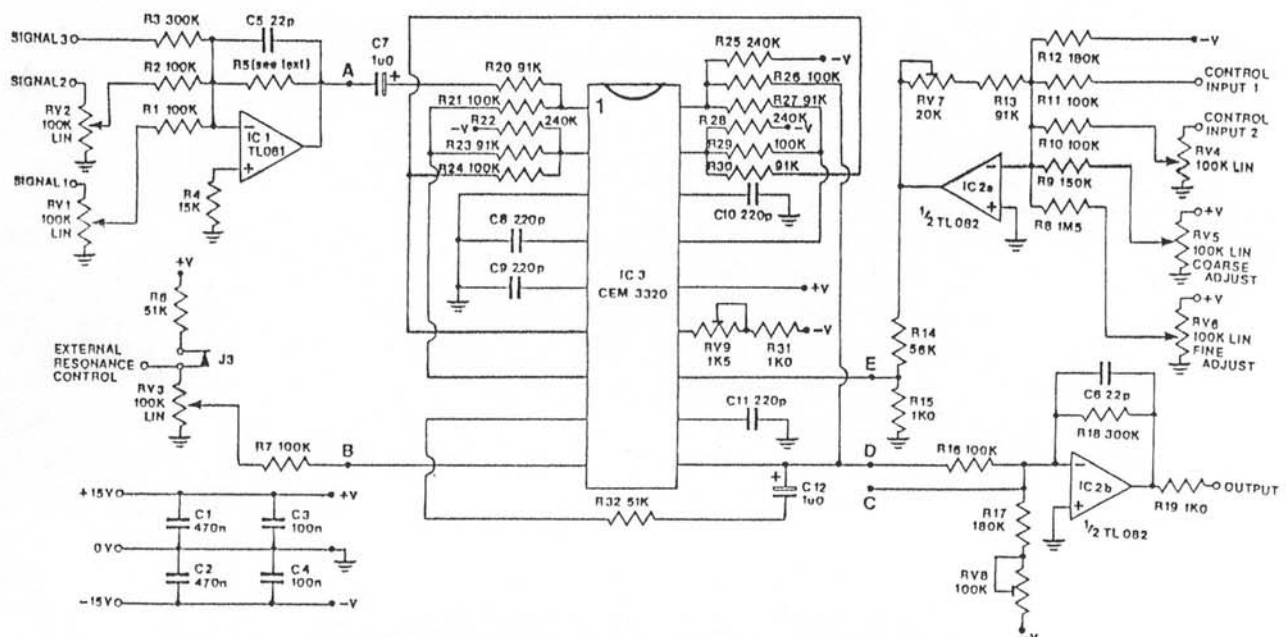 SIGNAL 3
R3 300K
C5 22p
SIGNAL2
R2 100K
R5 (see text)
A
C7
1u0
+
RV2
100K
LIN
R1 100K
IC 1
TL081
−
+
SIGNAL 1
RV1
100K
LIN
R4
15K
R20 91K
R21 100K
-V
R22
240K
R23 91K
R24 100K
1
R25 240K
-V
R26 100K
R27 91K
R28
240K
-V
R29
100K
R30
91K
C8 220p
C9 220p
C10 220p
IC 3
CEM 3320
+V
RV9
1K5
R31
1K0
-V
C11 220p
+V
R6
51K
J3
EXTERNAL
RESONANCE
CONTROL
RV3
100K
LIN
R7 100K
B
R32 51K
+
C12
1u0
+15V
+V
C1
470n
C3
100n
0V
C2
470n
C4
100n
-15V
-V
R12 180K
-V
RV7
20K
R13
91K
R11 100K
CONTROL
INPUT 1
R10 100K
CONTROL
INPUT 2
RV4
100K LIN
IC2a
−
+
½ TL 082
R9 150K
R8 1M5
+V
RV5
100K LIN
COARSE
ADJUST
+V
RV6
100K LIN
FINE
ADJUST
R14
56K
E
R15
1K0
C6 22p
R18 300K
D
R16 100K
C
−
+
IC2b
½ TL 082
R19 1K0
OUTPUT
R17
180K
RV8
100K